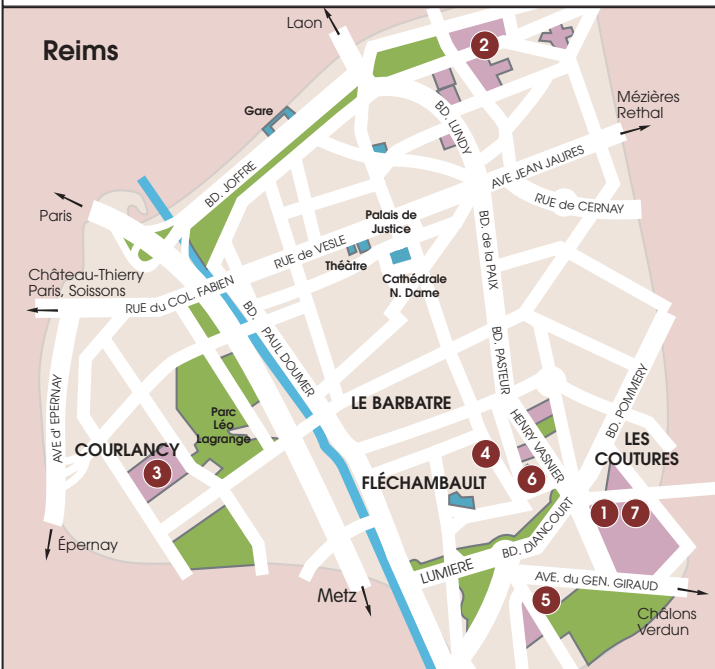 Reims
Laon
2
Mézières
Rethal
Gare
BD. LUNDY
AVE JEAN JAURES
BD. JOFFRE
RUE de CERNAY
Paris
Palais de
Justice
RUE de VESLE
Théàtre
BD. de la PAIX
Château-Thierry
Paris, Soissons
Cathédrale
N. Dame
RUE du COL. FABIEN
BD. PAUL DOUMER
BD. PASTEUR
BD. POMMERY
LE BARBATRE
Parc
Léo
Lagrange
HENRY VASNIER
AVE d' EPERNAY
COURLANCY
LES
COUTURES
4
3
FLÉCHAMBAULT
6
1
7
Épernay
BD. DIANCOURT
LUMIERE
AVE. du GEN. GIRAUD
Metz
5
Châlons
Verdun